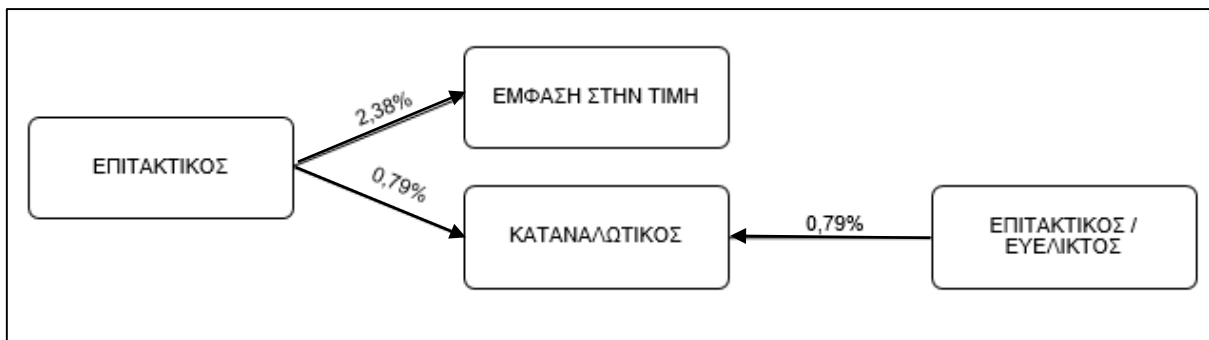 ΕΜΦΑΣΗ ΣΤΗΝ ΤΙΜΗ
2,38%
ΕΠΙΤΑΚΤΙΚΟΣ
0,79%
ΚΑΤΑΝΑΛΩΤΙΚΟΣ
0,79%
ΕΠΙΤΑΚΤΙΚΟΣ /
ΕΥΕΛΙΚΤΟΣ